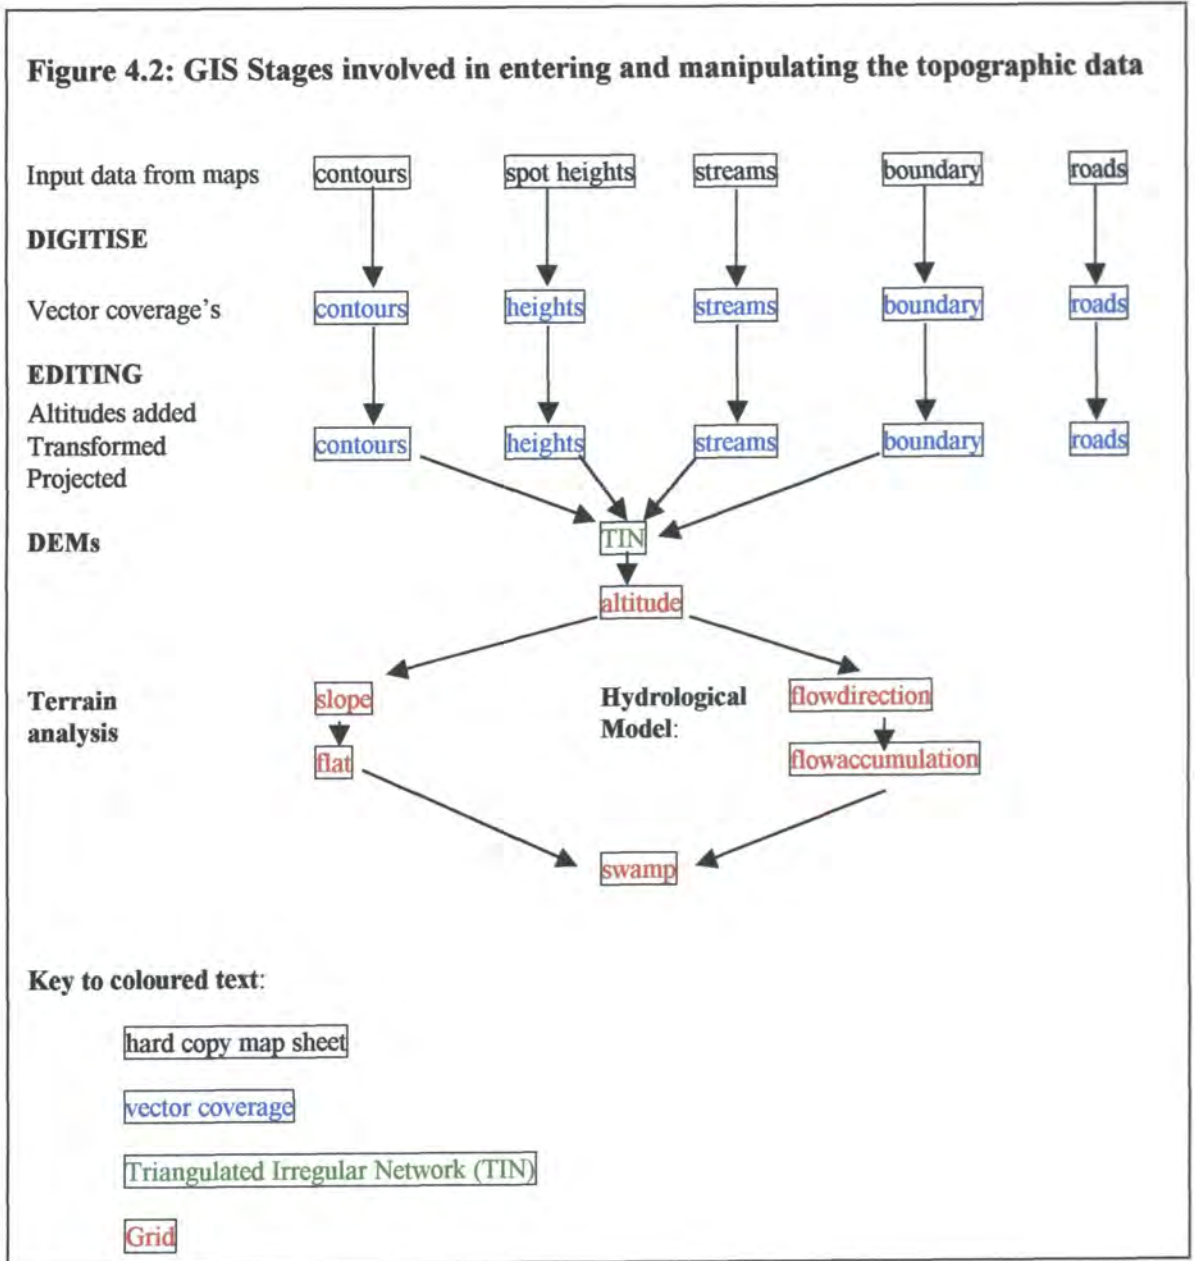 Figure 4.2: GIS Stages involved in entering and manipulating the topographic data
Input data from maps contours spot heights streams boundary roads
DIGITISE
Vector coverage's contours heights streams boundary roads
EDITING
Altitudes added
Transformed contours heights streams boundary roads
Projected
DEMs TIN
altitude
Terrain slope Hydrological flowdirection
analysis Model:
flat flowaccumulation
swamp
Key to coloured text:
hard copy map sheet
vector coverage
Triangulated Irregular Network (TIN)
Grid